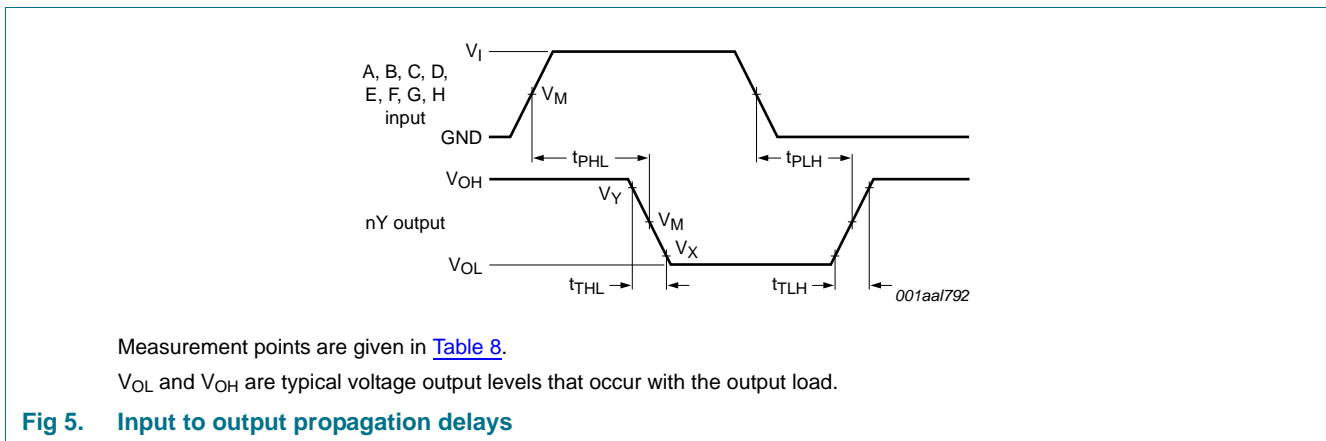 V_I
A, B, C, D,
E, F, G, H
input
V_M
GND
t_PHL
t_PLH
V_OH
V_Y
nY output
V_M
V_X
V_OL
t_THL
t_TLH
001aal792
Measurement points are given in Table 8.
V_OL and V_OH are typical voltage output levels that occur with the output load.
Fig 5. Input to output propagation delays